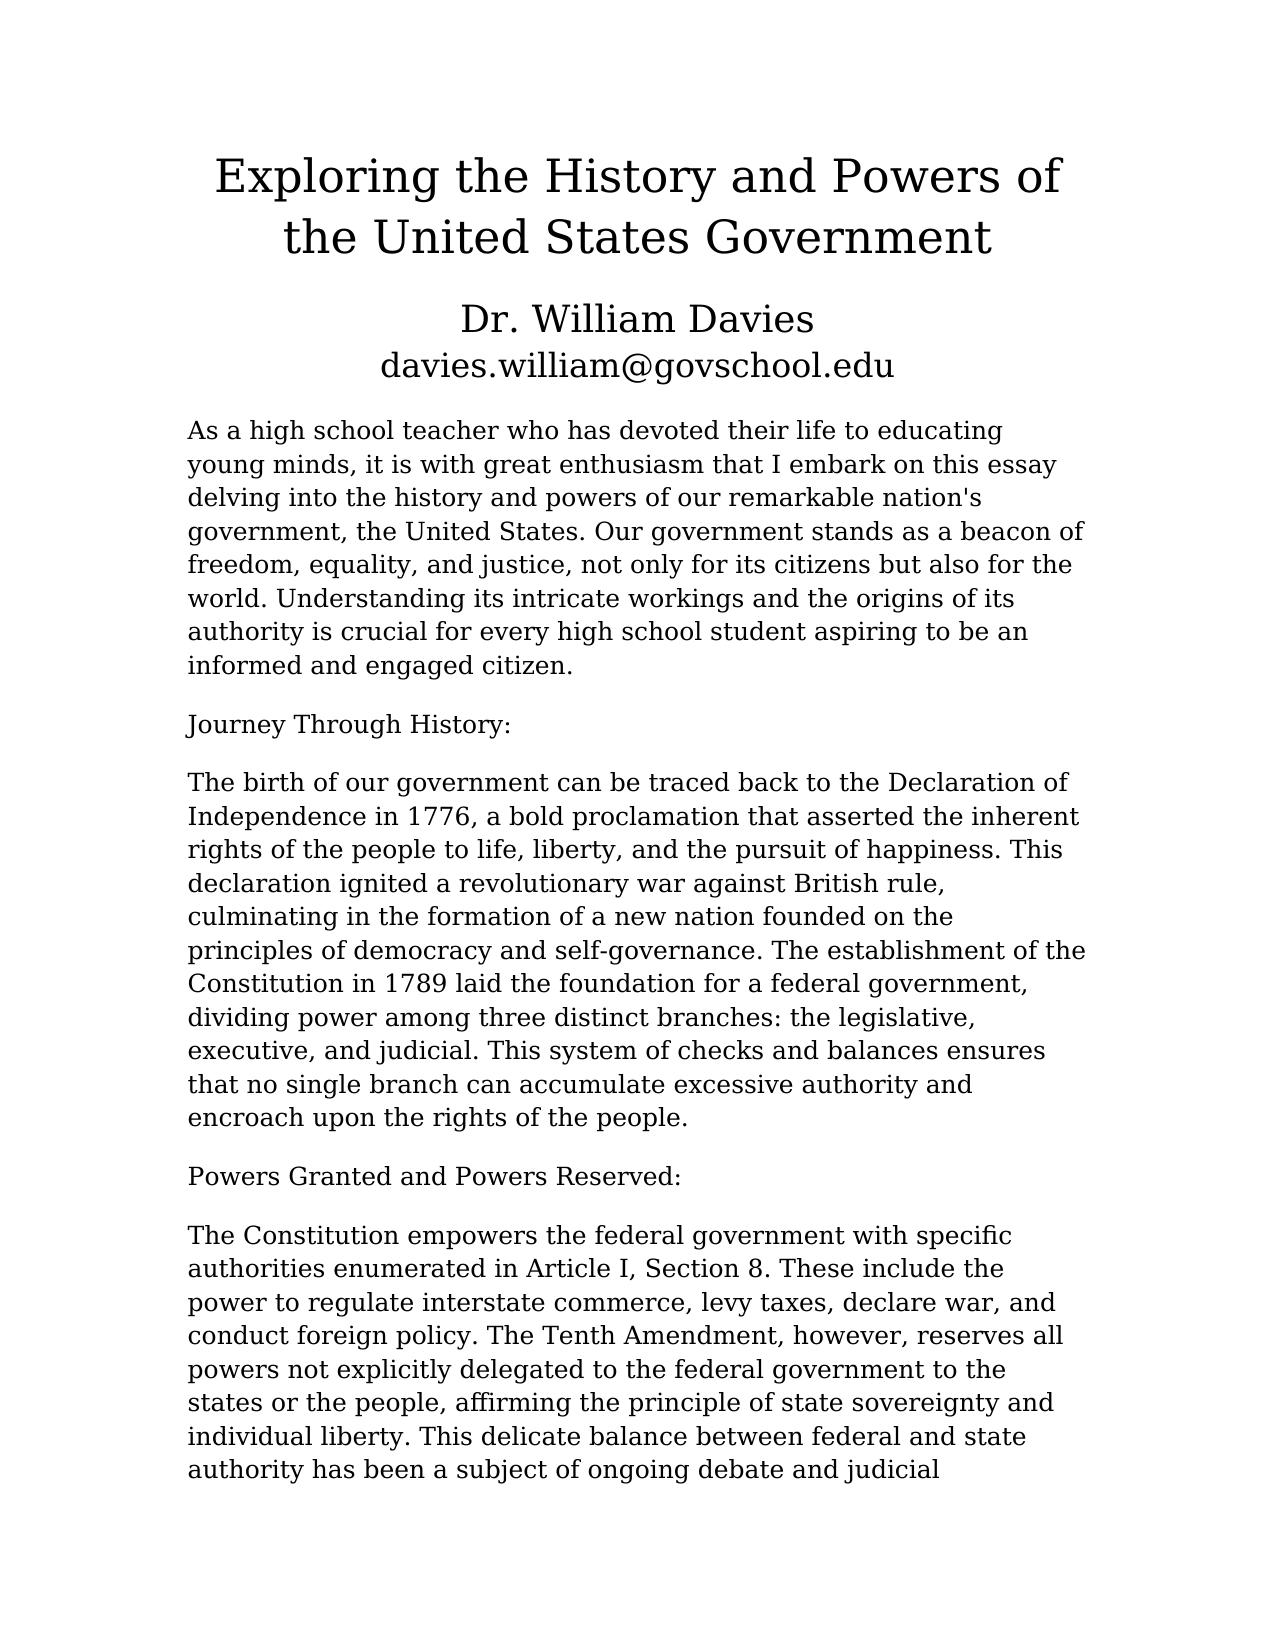 Exploring the History and Powers of
the United States Government
Dr. William Davies
davies.william@govschool.edu
As a high school teacher who has devoted their life to educating
young minds, it is with great enthusiasm that I embark on this essay
delving into the history and powers of our remarkable nation's
government, the United States. Our government stands as a beacon of
freedom, equality, and justice, not only for its citizens but also for the
world. Understanding its intricate workings and the origins of its
authority is crucial for every high school student aspiring to be an
informed and engaged citizen.
Journey Through History:
The birth of our government can be traced back to the Declaration of
Independence in 1776, a bold proclamation that asserted the inherent
rights of the people to life, liberty, and the pursuit of happiness. This
declaration ignited a revolutionary war against British rule,
culminating in the formation of a new nation founded on the
principles of democracy and self-governance. The establishment of the
Constitution in 1789 laid the foundation for a federal government,
dividing power among three distinct branches: the legislative,
executive, and judicial. This system of checks and balances ensures
that no single branch can accumulate excessive authority and
encroach upon the rights of the people.
Powers Granted and Powers Reserved:
The Constitution empowers the federal government with specific
authorities enumerated in Article I, Section 8. These include the
power to regulate interstate commerce, levy taxes, declare war, and
conduct foreign policy. The Tenth Amendment, however, reserves all
powers not explicitly delegated to the federal government to the
states or the people, affirming the principle of state sovereignty and
individual liberty. This delicate balance between federal and state
authority has been a subject of ongoing debate and judicial